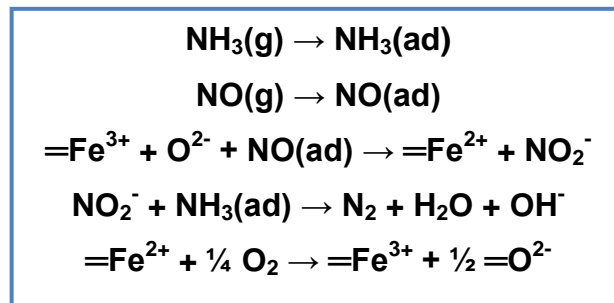 NH₃(g) → NH₃(ad)
NO(g) → NO(ad)
═Fe³⁺ + O²⁻ + NO(ad) → ═Fe²⁺ + NO₂⁻
NO₂⁻ + NH₃(ad) → N₂ + H₂O + OH⁻
═Fe²⁺ + ¼ O₂ → ═Fe³⁺ + ½ ═O²⁻